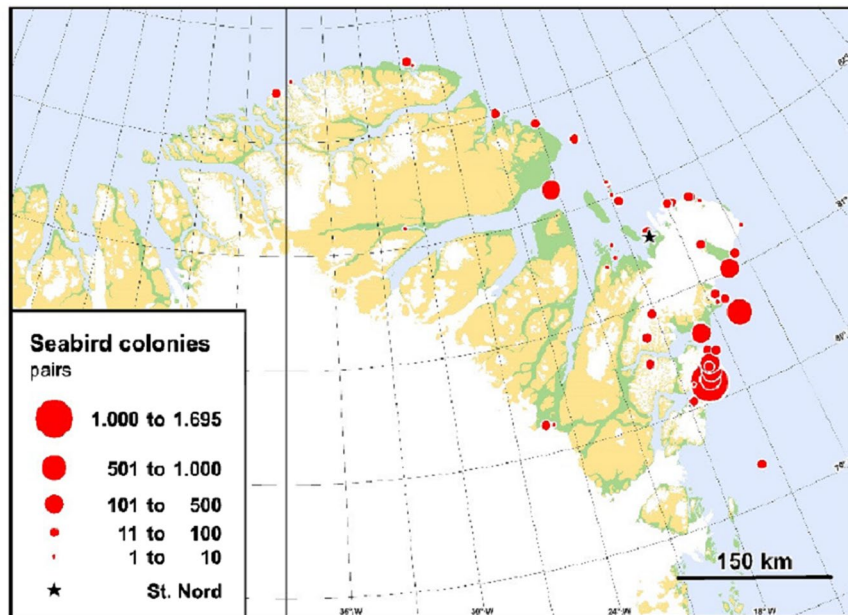 Seabird colonies
pairs
1.000 to 1.695
501 to 1.000
101 to 500
11 to 100
1 to 10
St. Nord
150 km
36°W
30°W
24°W
18°W